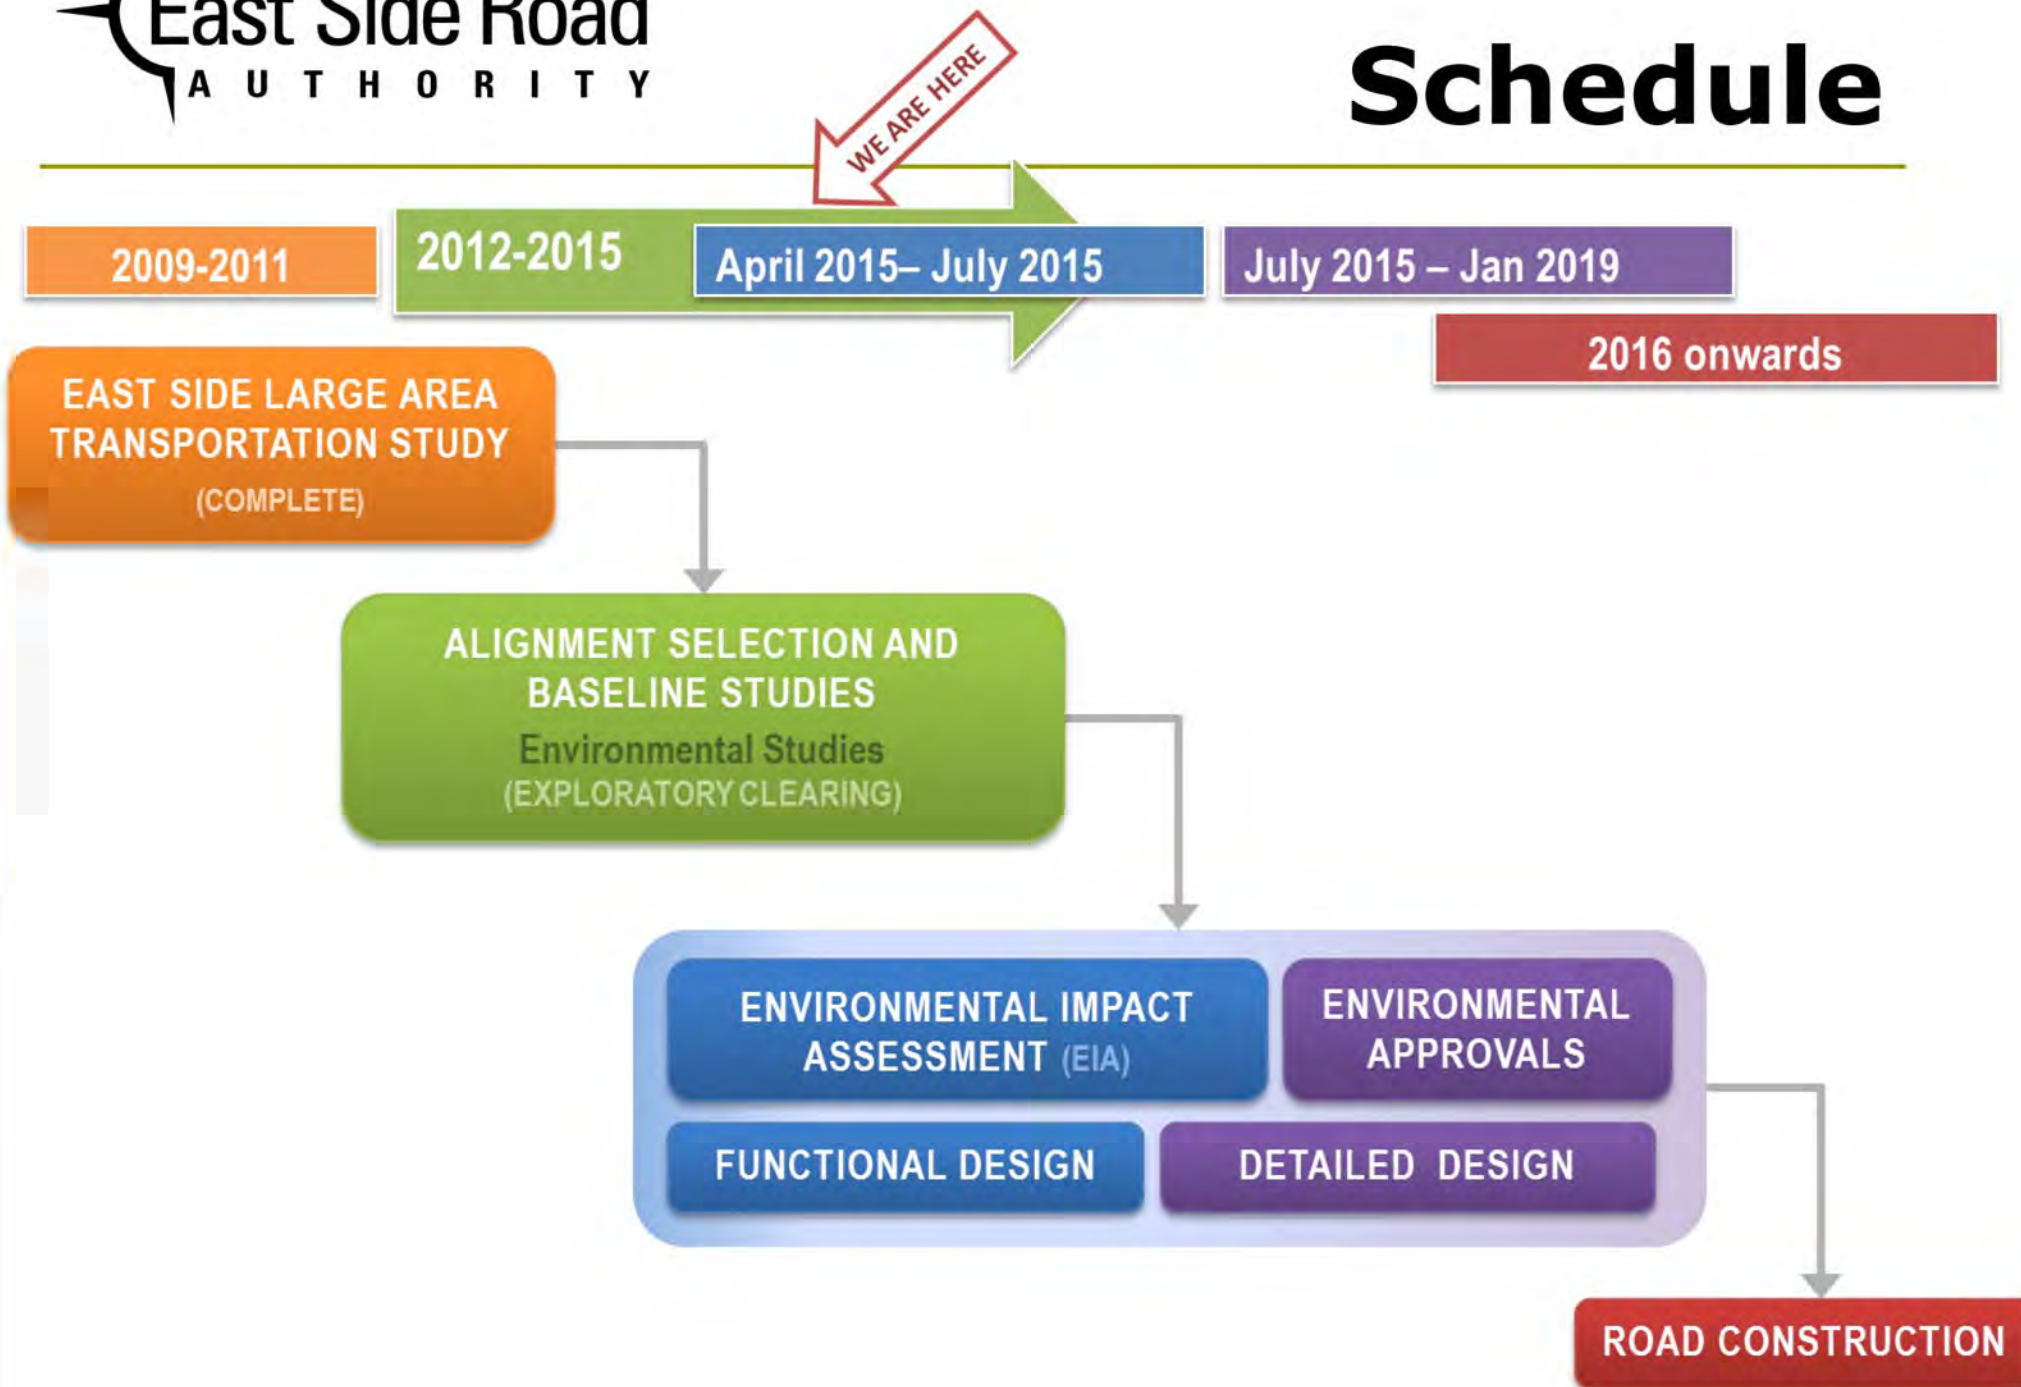 East Side Road
AUTHORITY
Schedule
WE ARE HERE
2009-2011
2012-2015
April 2015– July 2015
July 2015 – Jan 2019
2016 onwards
EAST SIDE LARGE AREA
TRANSPORTATION STUDY
(COMPLETE)
ALIGNMENT SELECTION AND
BASELINE STUDIES
Environmental Studies
(EXPLORATORY CLEARING)
ENVIRONMENTAL IMPACT
ASSESSMENT (EIA)
ENVIRONMENTAL
APPROVALS
FUNCTIONAL DESIGN
DETAILED DESIGN
ROAD CONSTRUCTION